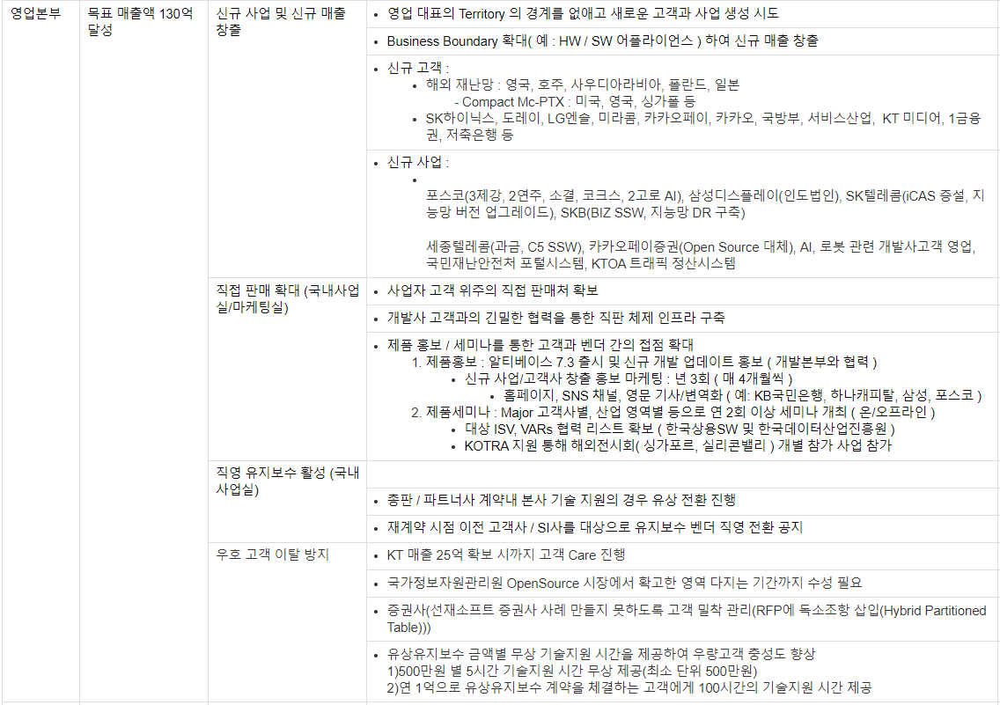 영업본부
목표 매출액 130억
달성
신규 사업 및 신규 매출
창출
• 영업 대표의 Territory 의 경계를 없애고 새로운 고객과 사업 생성 시도
• Business Boundary 확대( 예 : HW / SW 어플라이언스 ) 하여 신규 매출 창출
• 신규 고객 :
• 해외 재난망 : 영국, 호주, 사우디아라비아, 폴란드, 일본
- Compact Mc-PTX : 미국, 영국, 싱가폴 등
• SK하이닉스, 도레이, LG엔솔, 미라콤, 카카오페이, 카카오, 국방부, 서비스산업, KT 미디어, 1금융
권, 저축은행 등
• 신규 사업 :
•
포스코(3제강, 2연주, 소결, 코크스, 2고로 AI), 삼성디스플레이(인도법인), SK텔레콤(iCAS 증설, 지
능망 버전 업그레이드), SKB(BIZ SSW, 지능망 DR 구축)
세종텔레콤(과금, C5 SSW), 카카오페이증권(Open Source 대체), AI, 로봇 관련 개발사고객 영업,
국민재난안전처 포털시스템, KTOA 트래픽 정산시스템
직접 판매 확대 (국내사업
실/마케팅실)
• 사업자 고객 위주의 직접 판매처 확보
• 개발사 고객과의 긴밀한 협력을 통한 직판 체제 인프라 구축
• 제품 홍보 / 세미나를 통한 고객과 벤더 간의 접점 확대
1. 제품홍보 : 알티베이스 7.3 출시 및 신규 개발 업데이트 홍보 ( 개발본부와 협력 )
• 신규 사업/고객사 창출 홍보 마케팅 : 년 3회 ( 매 4개월씩 )
• 홈페이지, SNS 채널, 영문 기사/변역화 ( 예: KB국민은행, 하나캐피탈, 삼성, 포스코 )
2. 제품세미나 : Major 고객사별, 산업 영역별 등으로 연 2회 이상 세미나 개최 ( 온/오프라인 )
• 대상 ISV, VARs 협력 리스트 확보 ( 한국상용SW 및 한국데이터산업진흥원 )
• KOTRA 지원 통해 해외전시회( 싱가포르, 실리콘밸리 ) 개별 참가 사업 참가
직영 유지보수 활성 (국내
사업실)
• 총판 / 파트너사 계약내 본사 기술 지원의 경우 유상 전환 진행
• 재계약 시점 이전 고객사 / SI사를 대상으로 유지보수 벤더 직영 전환 공지
우호 고객 이탈 방지
• KT 매출 25억 확보 시까지 고객 Care 진행
• 국가정보자원관리원 OpenSource 시장에서 확고한 영역 다지는 기간까지 수성 필요
• 증권사(선재소프트 증권사 사례 만들지 못하도록 고객 밀착 관리(RFP에 독소조항 삽입(Hybrid Partitioned
Table)))
• 유상유지보수 금액별 무상 기술지원 시간을 제공하여 우량고객 충성도 향상
1)500만원 별 5시간 기술지원 시간 무상 제공(최소 단위 500만원)
2)연 1억으로 유상유지보수 계약을 체결하는 고객에게 100시간의 기술지원 시간 제공